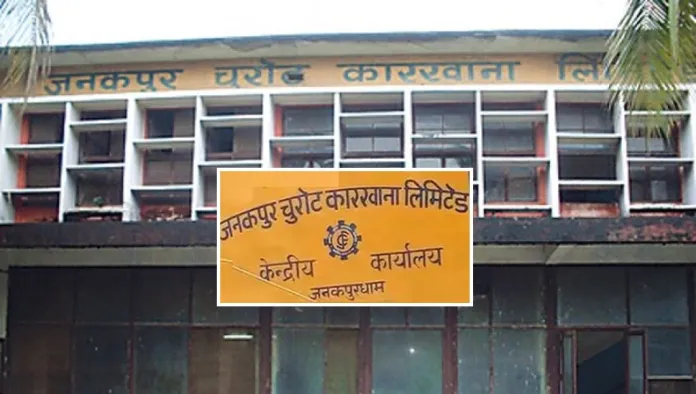 जनकपुर चुरोट कारखाना लिमिटेड
जनकपुर चुरोट कारखाना लिमिटेड
केन्द्रीय कार्यालय
जनकपुरधाम